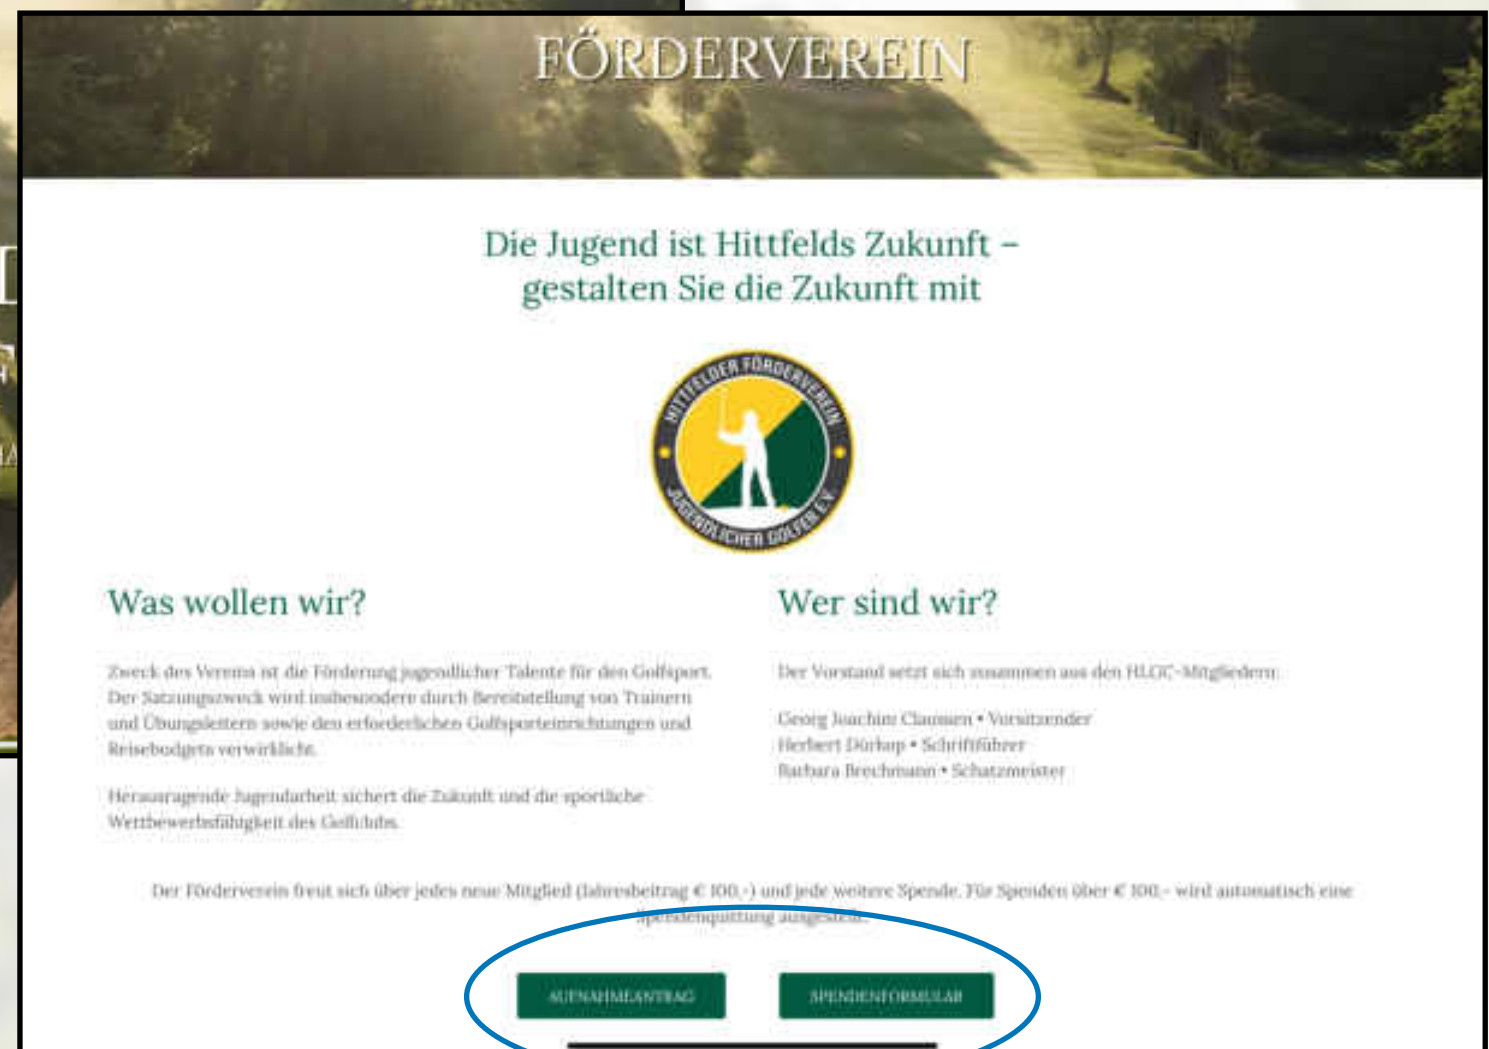 FÖRDERVEREIN
Die Jugend ist Hittfelds Zukunft –
gestalten Sie die Zukunft mit
HITTFELDER FÖRDERVEREIN
JUGENDLICHER GOLFER E.V.
Was wollen wir?
Zweck des Vereins ist die Förderung jugendlicher Talente für den Golfsport.
Der Satzungszweck wird insbesondere durch Bereitstellung von Trainern
und Übungsleitern sowie den erforderlichen Golfsporteinrichtungen und
Reisebudgets verwirklicht.
Herausragende Jugendarbeit sichert die Zukunft und die sportliche
Wettbewerbsfähigkeit des Golfclubs.
Wer sind wir?
Der Vorstand setzt sich zusammen aus den HLGC-Mitgliedern:
Georg Joachim Claussen • Vorsitzender
Herbert Dürkop • Schriftführer
Barbara Brechmann • Schatzmeister
Der Förderverein freut sich über jedes neue Mitglied (Jahresbeitrag € 100,-) und jede weitere Spende. Für Spenden über € 100,- wird automatisch eine
Spendenquittung ausgestellt.
AUFNAHMEANTRAG
SPENDENFORMULAR